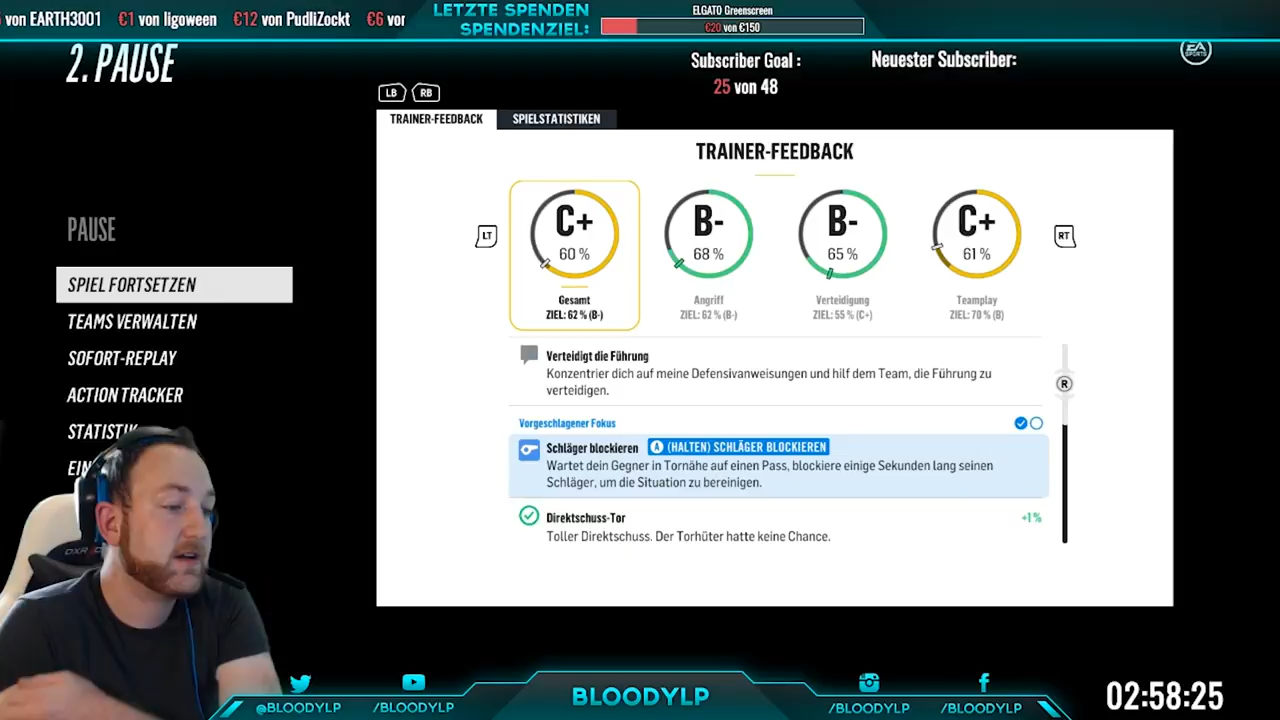 von EARTH3001 €1 von ligoween €12 von PudliZockt €6 vor
LETZTE SPENDEN
SPENDENZIEL:
ELGATO Greenscreen
€20 von €150
2. PAUSE
Subscriber Goal :
25 von 48
Neuester Subscriber:
EA
SPORTS
LB RB
TRAINER-FEEDBACK SPIELSTATISTIKEN
TRAINER-FEEDBACK
LT
C+
60 %
Gesamt
ZIEL: 62 % (B-)
B-
68 %
Angriff
ZIEL: 62 % (B-)
B-
65 %
Verteidigung
ZIEL: 55 % (C+)
C+
61 %
Teamplay
ZIEL: 70 % (B)
RT
PAUSE
SPIEL FORTSETZEN
TEAMS VERWALTEN
SOFORT-REPLAY
ACTION TRACKER
STATISTIK
EIN
Verteidigt die Führung
Konzentrier dich auf meine Defensivanweisungen und hilf dem Team, die Führung zu
verteidigen.
R
Vorgeschlagener Fokus
Schläger blockieren A (HALTEN) SCHLÄGER BLOCKIEREN
Wartet dein Gegner in Tornähe auf einen Pass, blockiere einige Sekunden lang seinen
Schläger, um die Situation zu bereinigen.
Direktschuss-Tor +1%
Toller Direktschuss. Der Torhüter hatte keine Chance.
@BLOODYLP /BLOODYLP BLOODYLP /BLOODYLP /BLOODYLP
02:58:25